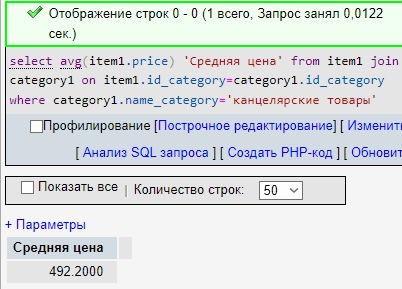 Отображение строк 0 - 0 (1 всего, Запрос занял 0,0122
сек.)
select avg(item1.price) 'Средняя цена' from item1 join
category1 on item1.id_category=category1.id_category
where category1.name_category='канцелярские товары'
Профилирование [Построчное редактирование] [ Изменить
[ Анализ SQL запроса ] [ Создать PHP-код ] [ Обновит
Показать все | Количество строк: 50
+ Параметры
Средняя цена
492.2000